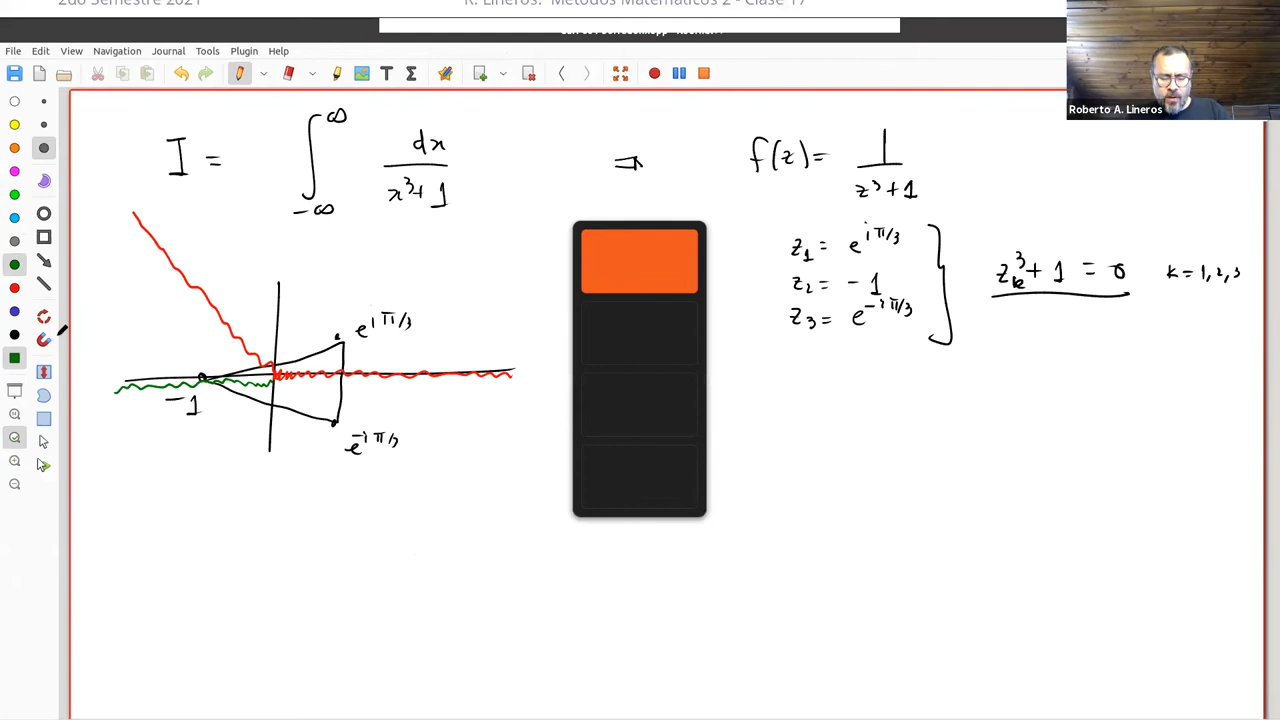 2do Semestre 2021
R. Lineros: Métodos Matemáticos 2 - Clase 17
File Edit View Navigation Journal Tools Plugin Help
Roberto A. Lineros
I = ∫_{-∞}^{∞} dx / (x³ + 1) ⇒ f(z) = 1 / (z³ + 1)
z₁ = e^{iπ/3}
z₂ = -1
z₃ = e^{-iπ/3}
z_k³ + 1 = 0 k = 1, 2, 3
e^{iπ/3}
-1
e^{-iπ/3}